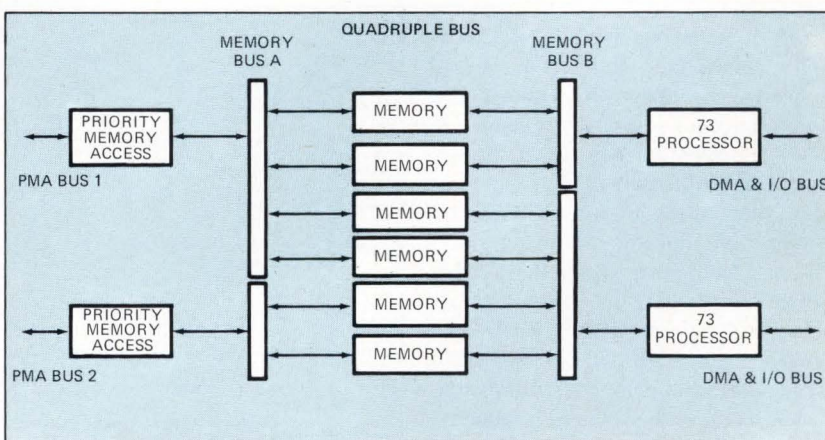 QUADRUPLE BUS
MEMORY
BUS A
MEMORY
BUS B
PRIORITY
MEMORY
ACCESS
PMA BUS 1
MEMORY
MEMORY
MEMORY
MEMORY
MEMORY
MEMORY
73
PROCESSOR
DMA & I/O BUS
PRIORITY
MEMORY
ACCESS
PMA BUS 2
73
PROCESSOR
DMA & I/O BUS